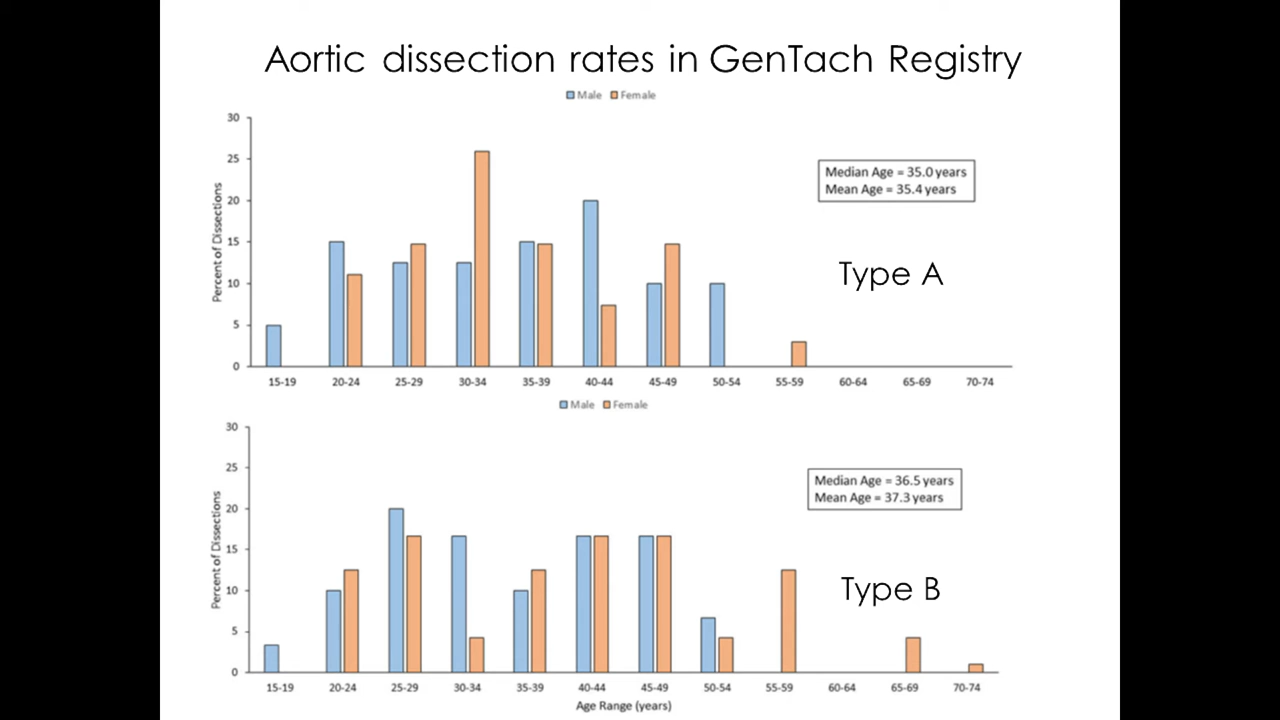 Aortic dissection rates in GenTach Registry
Male Female
30
25
20
15
10
5
0
Percent of Dissections
Median Age = 35.0 years
Mean Age = 35.4 years
Type A
15-19 20-24 25-29 30-34 35-39 40-44 45-49 50-54 55-59 60-64 65-69 70-74
Male Female
30
25
20
15
10
5
0
Percent of Dissections
Median Age = 36.5 years
Mean Age = 37.3 years
Type B
15-19 20-24 25-29 30-34 35-39 40-44 45-49 50-54 55-59 60-64 65-69 70-74
Age Range (years)